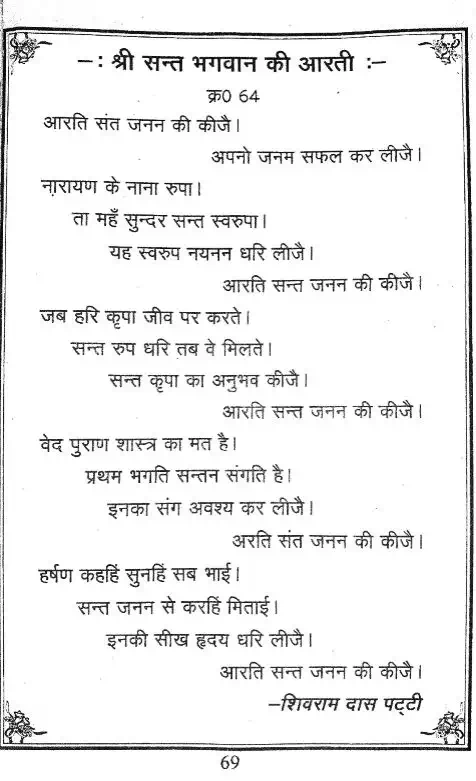 -: श्री सन्त भगवान की आरती :-
क्र0 64
आरति संत जनन की कीजै।
अपनो जनम सफल कर लीजै।
नारायण के नाना रुपा।
ता महँ सुन्दर सन्त स्वरुपा।
यह स्वरुप नयनन धरि लीजै।
आरति सन्त जनन की कीजै।
जब हरि कृपा जीव पर करते।
सन्त रुप धरि तब वे मिलते।
सन्त कृपा का अनुभव कीजै।
आरति सन्त जनन की कीजै।
वेद पुराण शास्त्र का मत है।
प्रथम भगति सन्तन संगति है।
इनका संग अवश्य कर लीजै।
अरति संत जनन की कीजै।
हर्षण कहहिं सुनहिं सब भाई।
सन्त जनन से करहिं मिताई।
इनकी सीख हृदय धरि लीजै।
आरति सन्त जनन की कीजै।
-शिवराम दास पट्टी
69